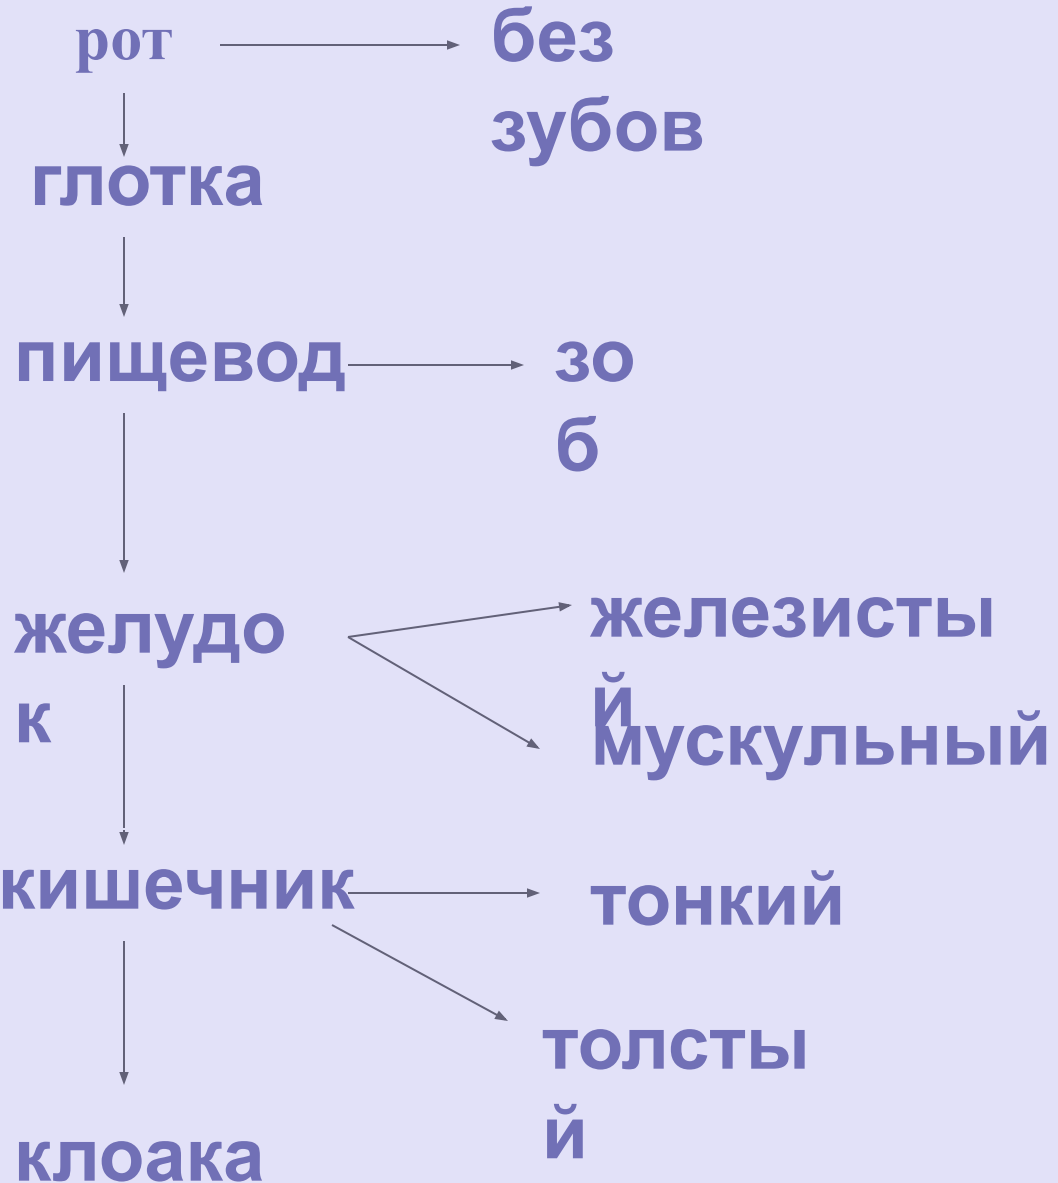 рот
без
зубов
глотка
пищевод
зо
б
желудо
к
железисты
й
мускульный
кишечник
тонкий
толсты
й
клоака